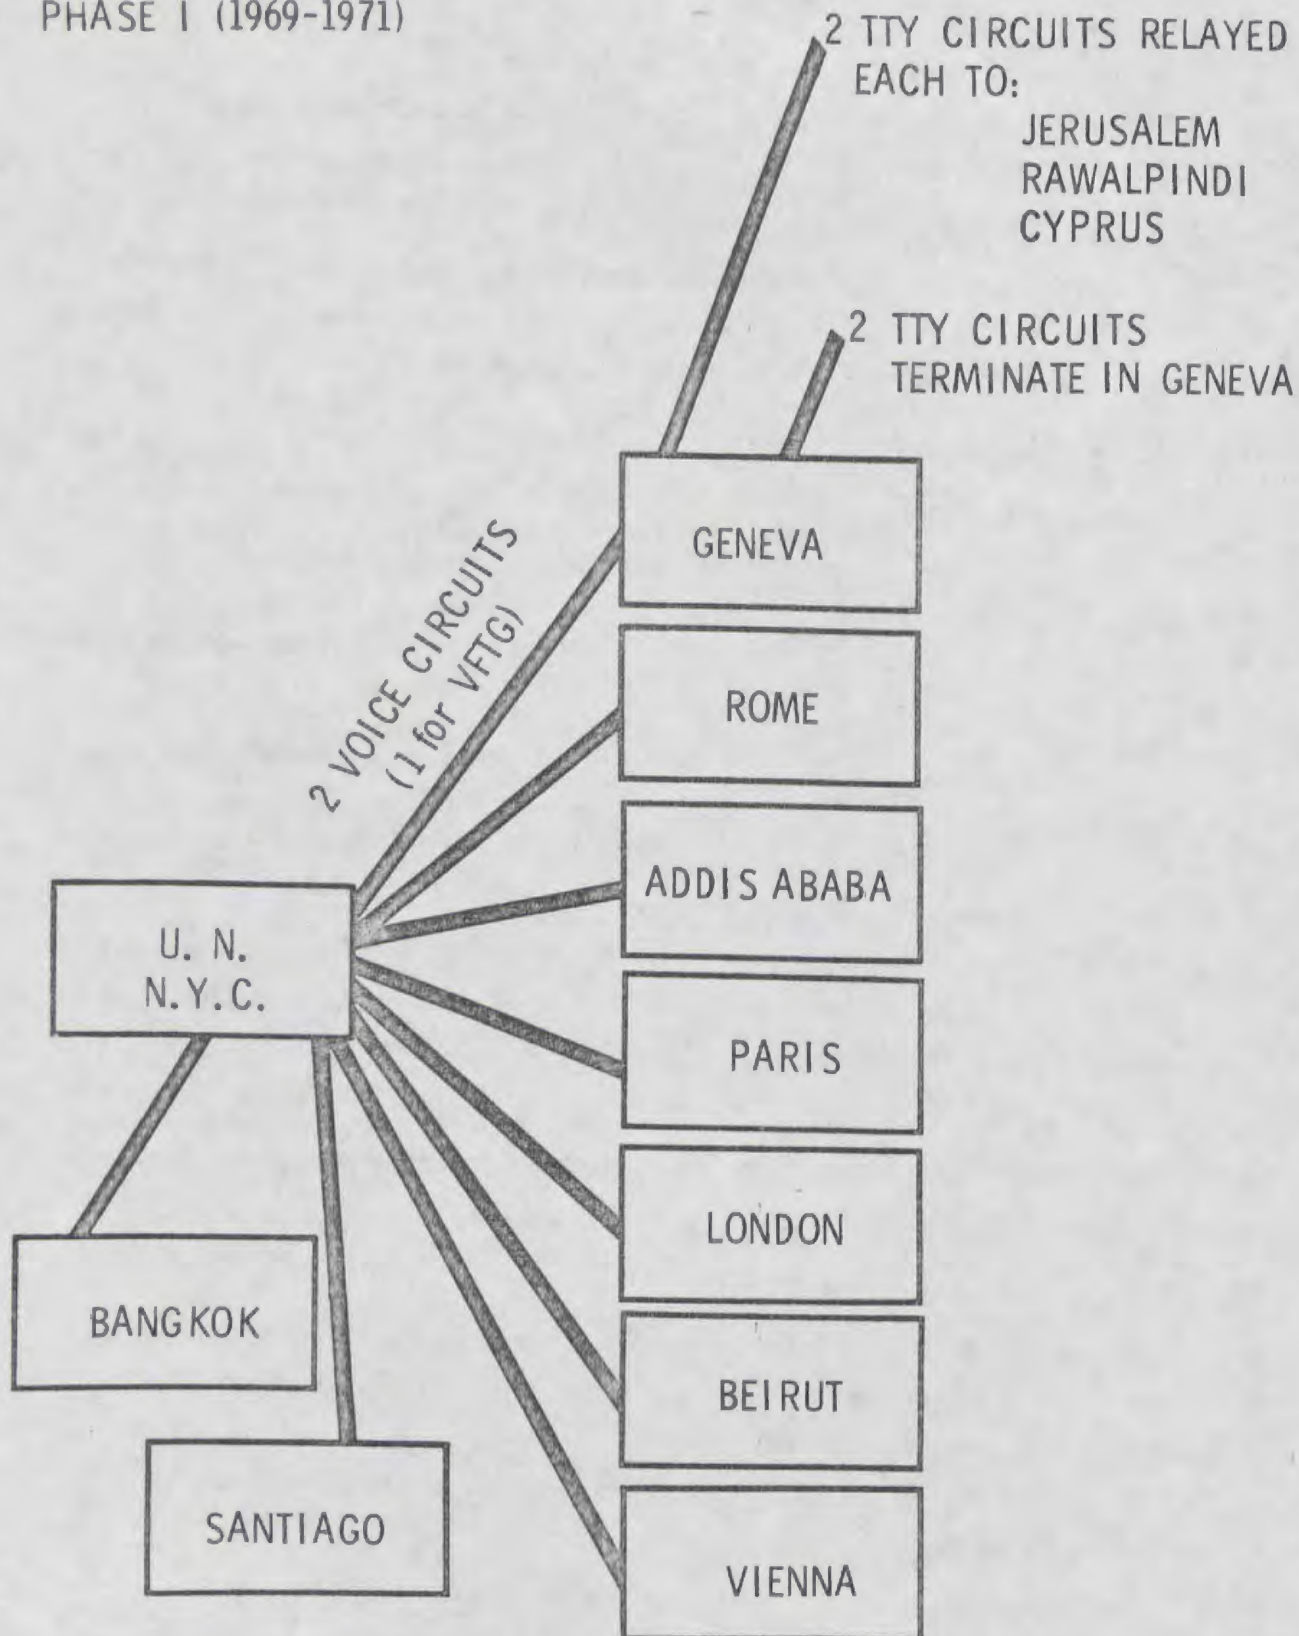 PHASE I (1969-1971)
2 TTY CIRCUITS RELAYED
EACH TO:
JERUSALEM
RAWALPINDI
CYPRUS
2 TTY CIRCUITS
TERMINATE IN GENEVA
GENEVA
2 VOICE CIRCUITS
(1 for VFTG)
ROME
ADDIS ABABA
U. N.
N.Y.C.
PARIS
LONDON
BANGKOK
BEIRUT
SANTIAGO
VIENNA